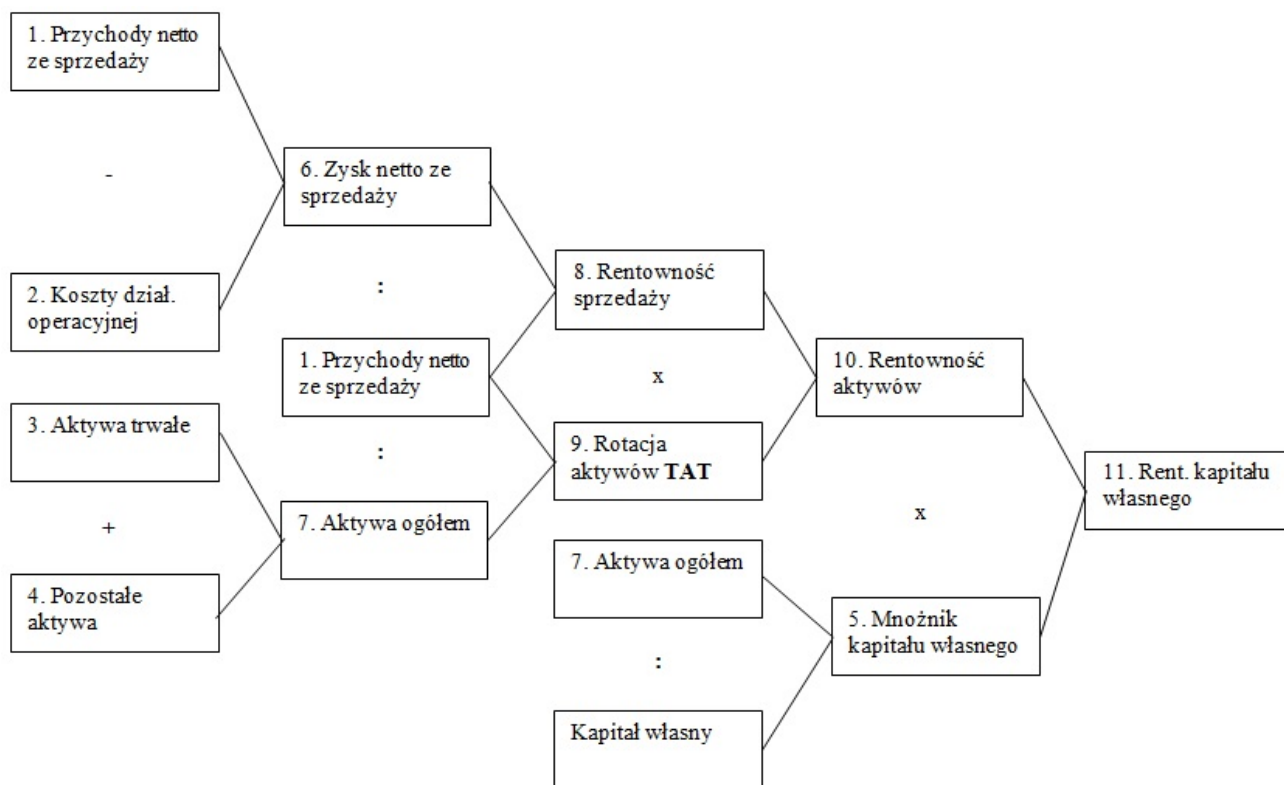 1. Przychody netto
ze sprzedaży
-
2. Koszty dział.
operacyjnej
3. Aktywa trwałe
+
4. Pozostałe
aktywa
6. Zysk netto ze
sprzedaży
:
1. Przychody netto
ze sprzedaży
:
7. Aktywa ogółem
8. Rentowność
sprzedaży
x
9. Rotacja
aktywów TAT
7. Aktywa ogółem
:
Kapitał własny
10. Rentowność
aktywów
x
5. Mnożnik
kapitału własnego
11. Rent. kapitału
własnego